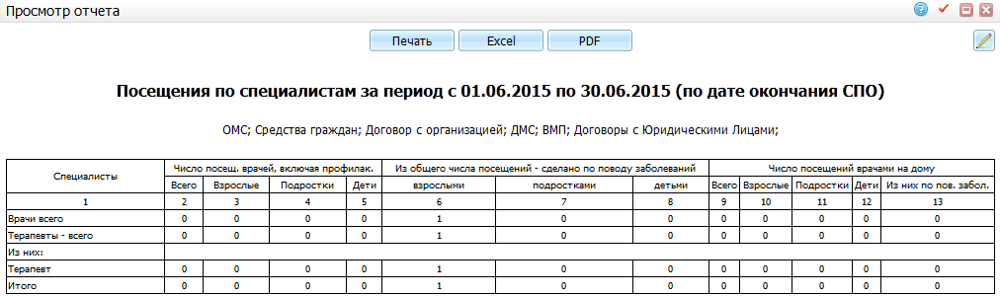 Просмотр отчета
Печать Excel PDF
Посещения по специалистам за период с 01.06.2015 по 30.06.2015 (по дате окончания СПО)
ОМС; Средства граждан; Договор с организацией; ДМС; ВМП; Договоры с Юридическими Лицами;
Специалисты Число посещ. врачей, включая профилак. Из общего числа посещений - сделано по поводу заболеваний Число посещений врачами на дому
Всего Взрослые Подростки Дети взрослыми подростками детьми Всего Взрослые Подростки Дети Из них по пов. забол.
1 2 3 4 5 6 7 8 9 10 11 12 13
Врачи всего 0 0 0 0 1 0 0 0 0 0 0 0
Терапевты - всего 0 0 0 0 1 0 0 0 0 0 0 0
Из них:
Терапевт 0 0 0 0 1 0 0 0 0 0 0 0
Итого 0 0 0 0 1 0 0 0 0 0 0 0